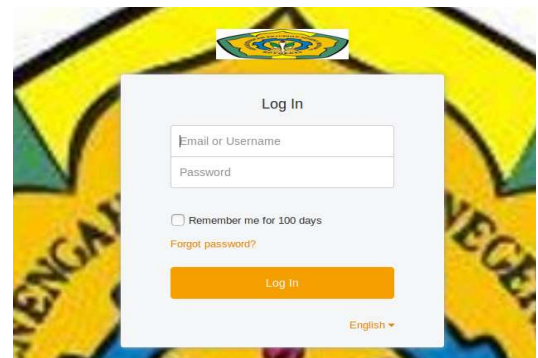 Log In
Email or Username
Password
Remember me for 100 days
Forgot password?
Log In
English